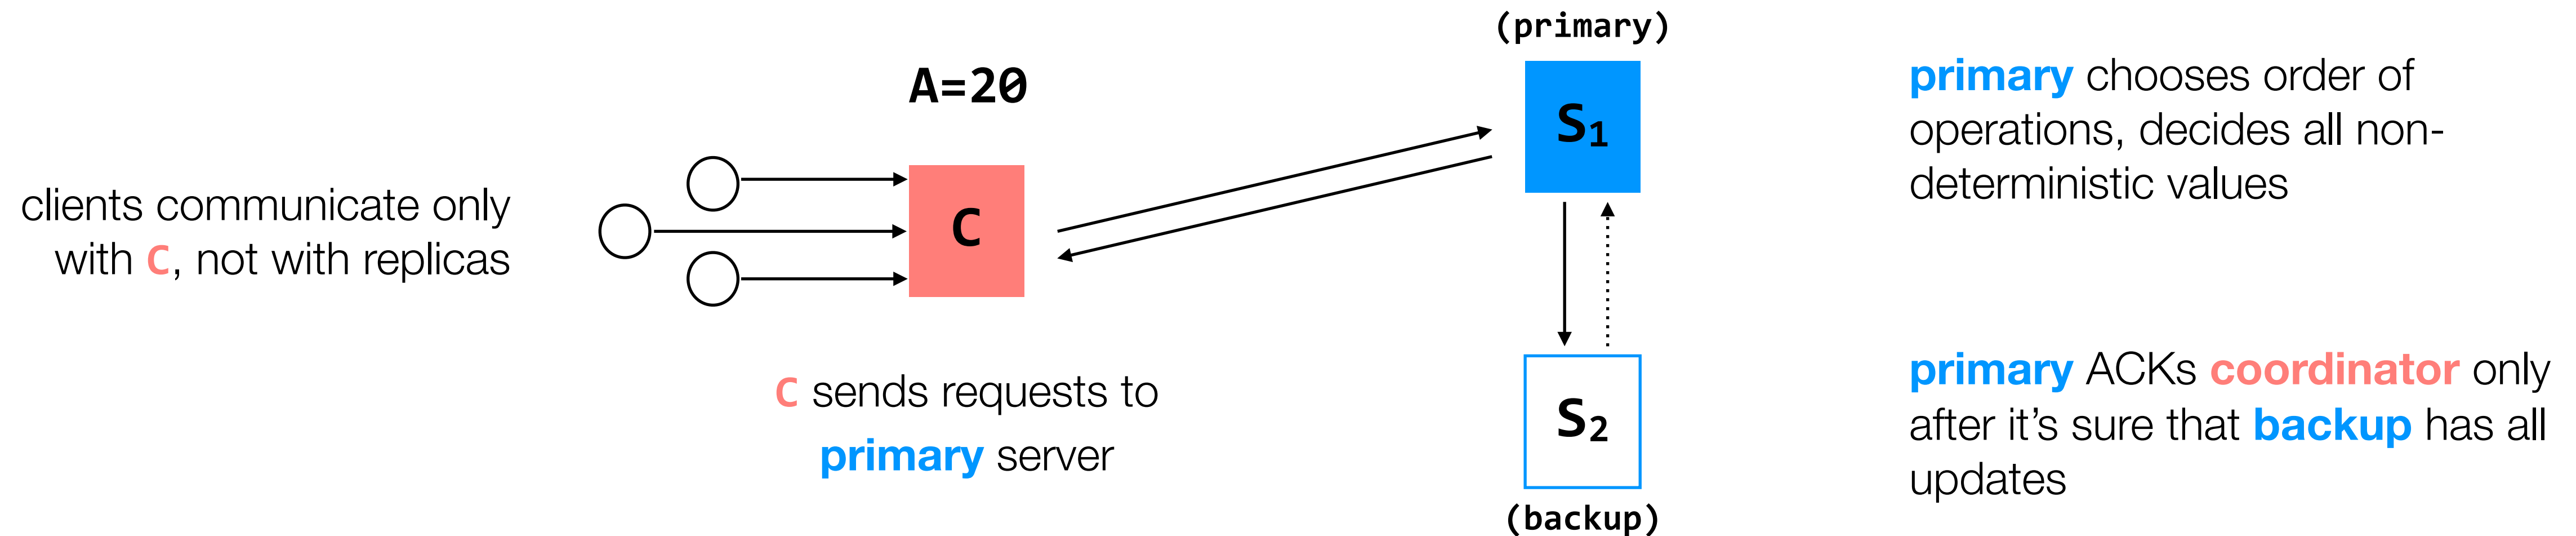 clients communicate only
with C, not with replicas
A=20
C
C sends requests to
primary server
(primary)
S₁
S₂
(backup)
primary chooses order of
operations, decides all non-
deterministic values
primary ACKs coordinator only
after it’s sure that backup has all
updates